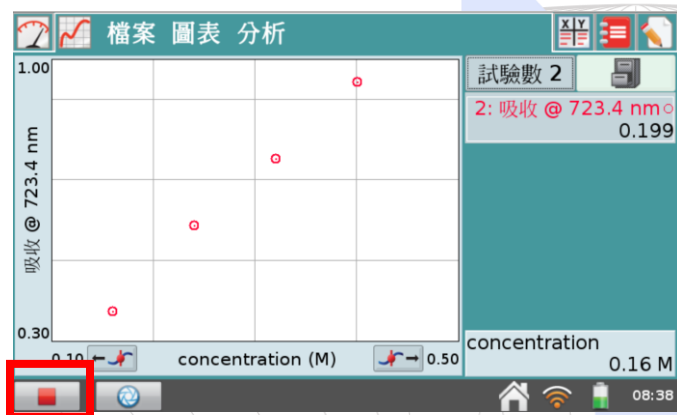 檔案 圖表 分析
X Y
1.00
吸收 @ 723.4 nm
0.30
0.10
concentration (M)
0.50
試驗數 2
2: 吸收 @ 723.4 nm
0.199
concentration
0.16 M
08:38